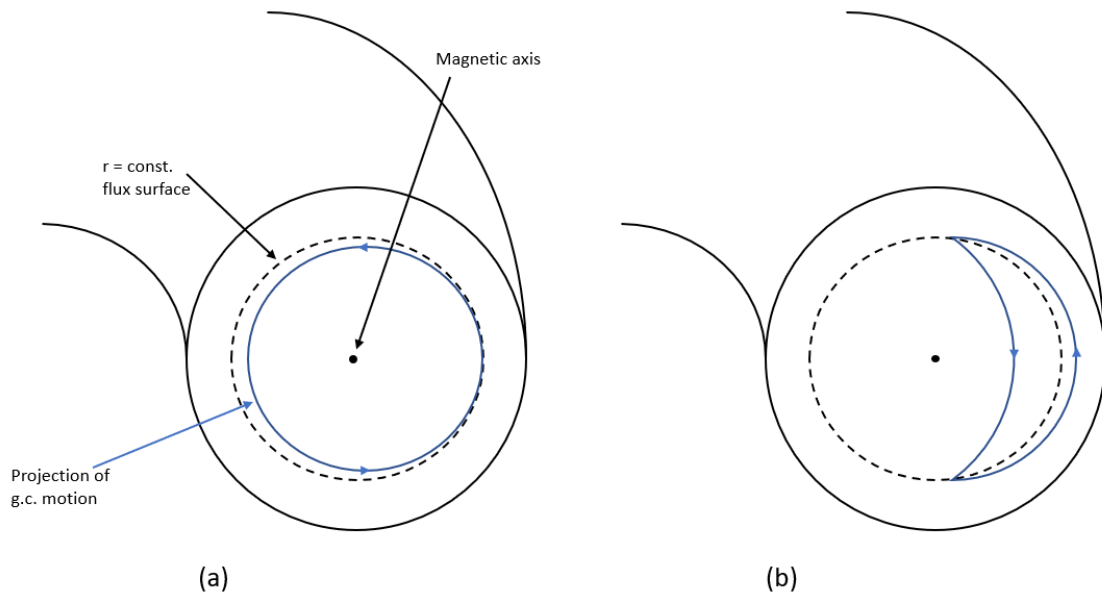 Magnetic axis
r = const.
flux surface
Projection of
g.c. motion
(a)
(b)